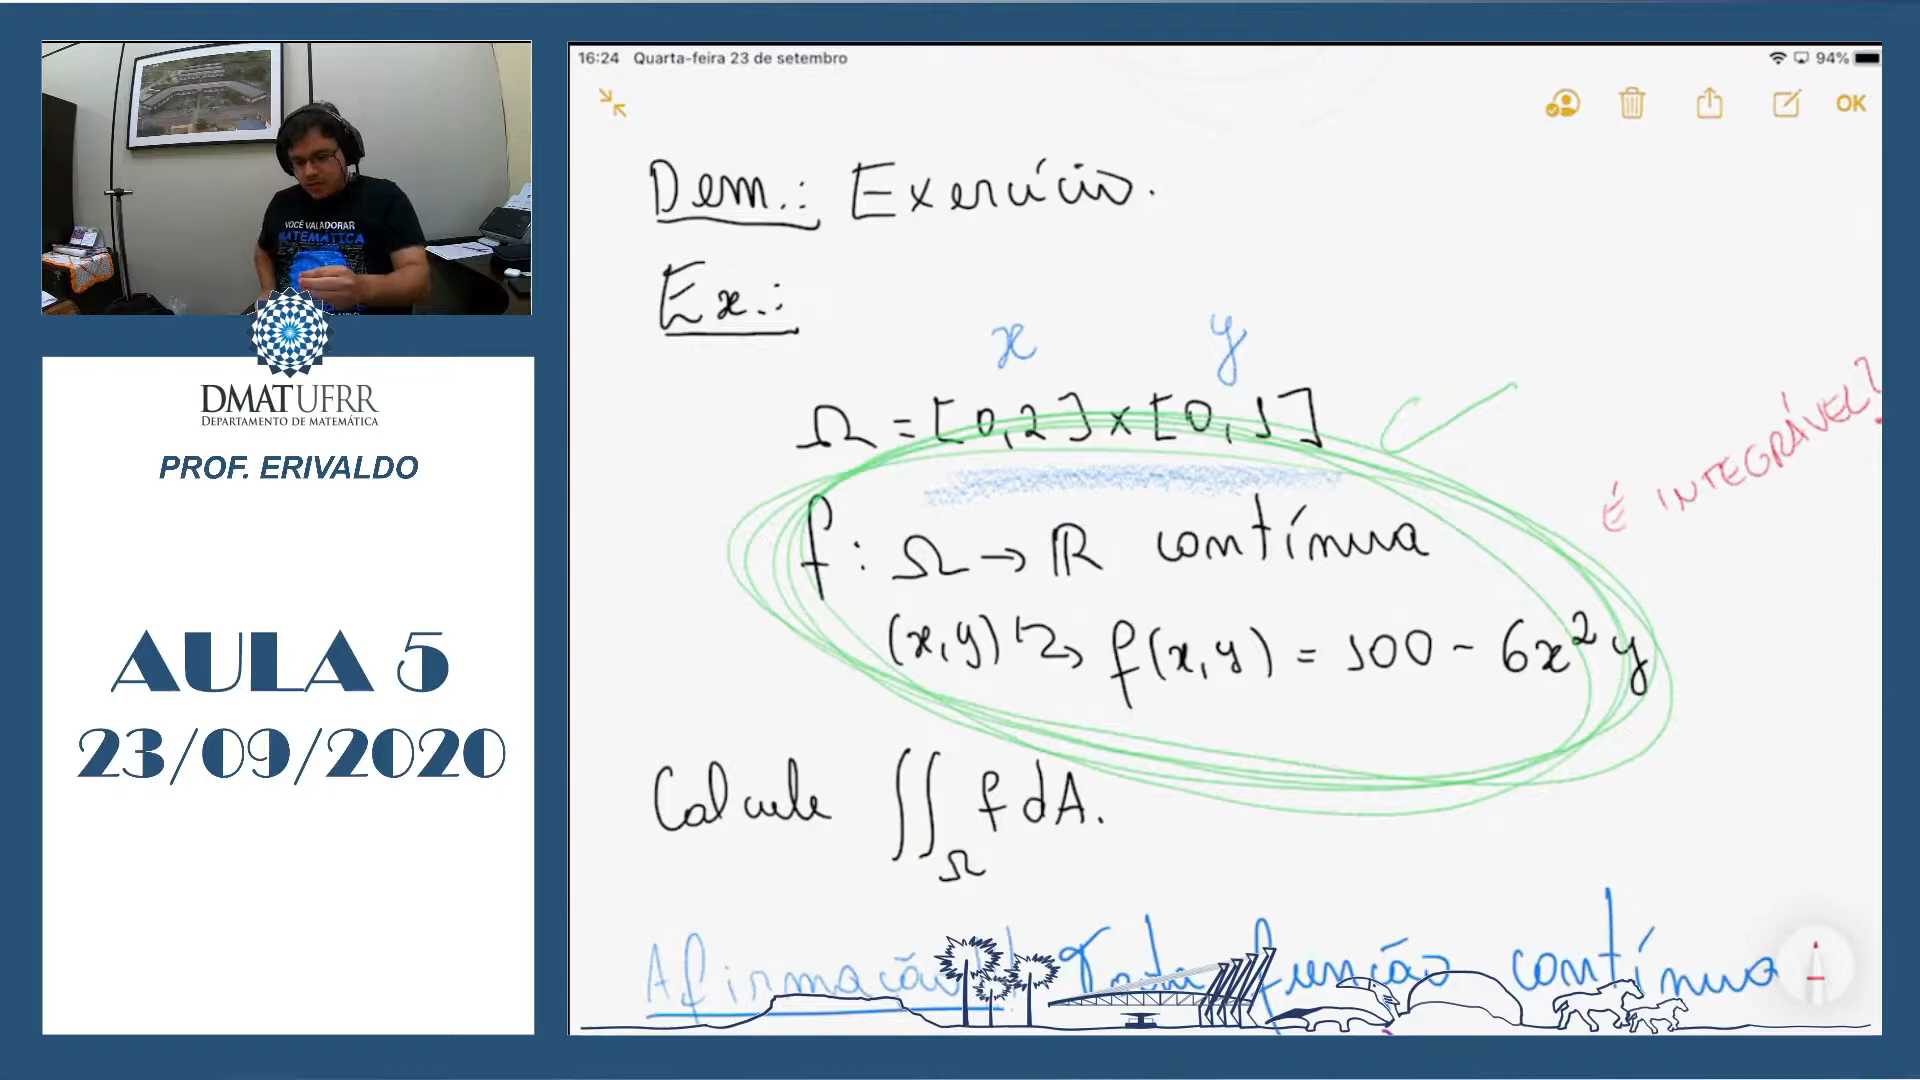 16:24 Quarta-feira 23 de setembro
94%
OK
VOCÊ VAI ADORAR
MATEMÁTICA
DMATUFRR
DEPARTAMENTO DE MATEMÁTICA
PROF. ERIVALDO
AULA 5
23/09/2020
Dem.: Exercício.
Ex.:
x y
Ω = [0,2] x [0,1]
É INTEGRÁVEL?
f: Ω → ℝ contínua
(x,y) ↦ f(x,y) = 100 - 6x²y
Calcule ∬_Ω f dA.
Afirmação: Toda função contínua